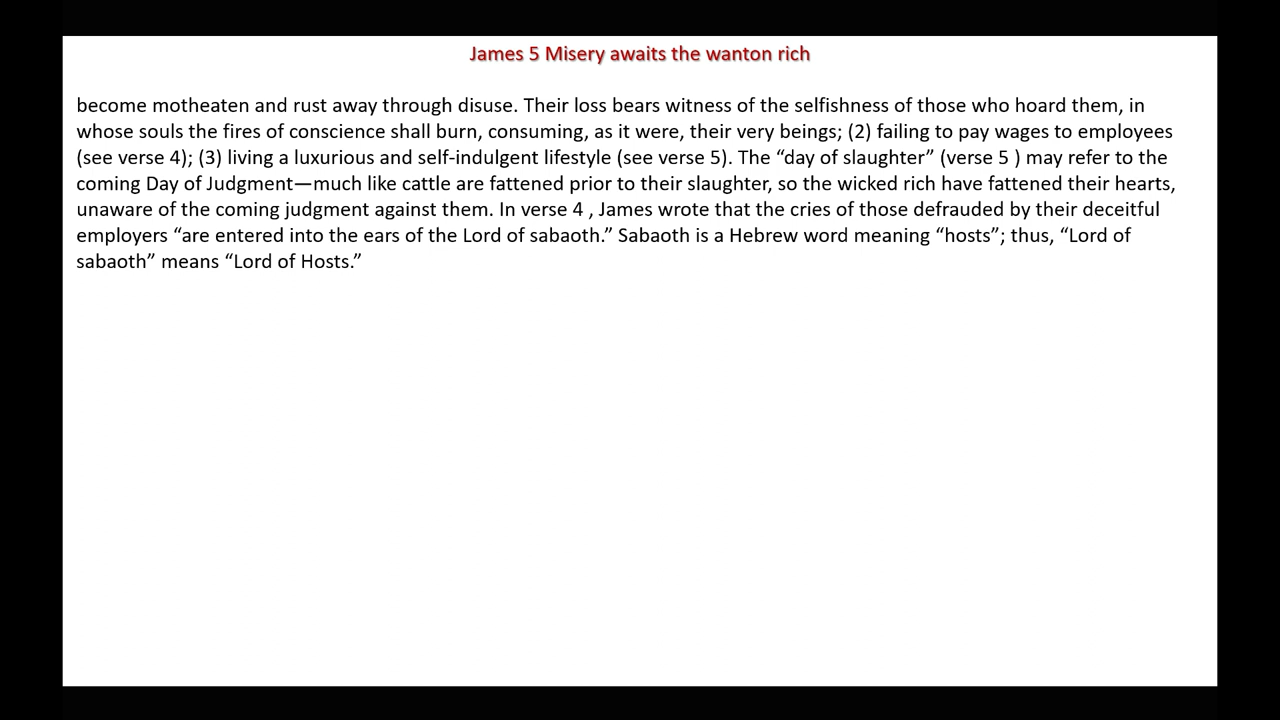 James 5 Misery awaits the wanton rich
become motheaten and rust away through disuse. Their loss bears witness of the selfishness of those who hoard them, in
whose souls the fires of conscience shall burn, consuming, as it were, their very beings; (2) failing to pay wages to employees
(see verse 4); (3) living a luxurious and self-indulgent lifestyle (see verse 5). The “day of slaughter” (verse 5 ) may refer to the
coming Day of Judgment—much like cattle are fattened prior to their slaughter, so the wicked rich have fattened their hearts,
unaware of the coming judgment against them. In verse 4 , James wrote that the cries of those defrauded by their deceitful
employers “are entered into the ears of the Lord of sabaoth.” Sabaoth is a Hebrew word meaning “hosts”; thus, “Lord of
sabaoth” means “Lord of Hosts.”